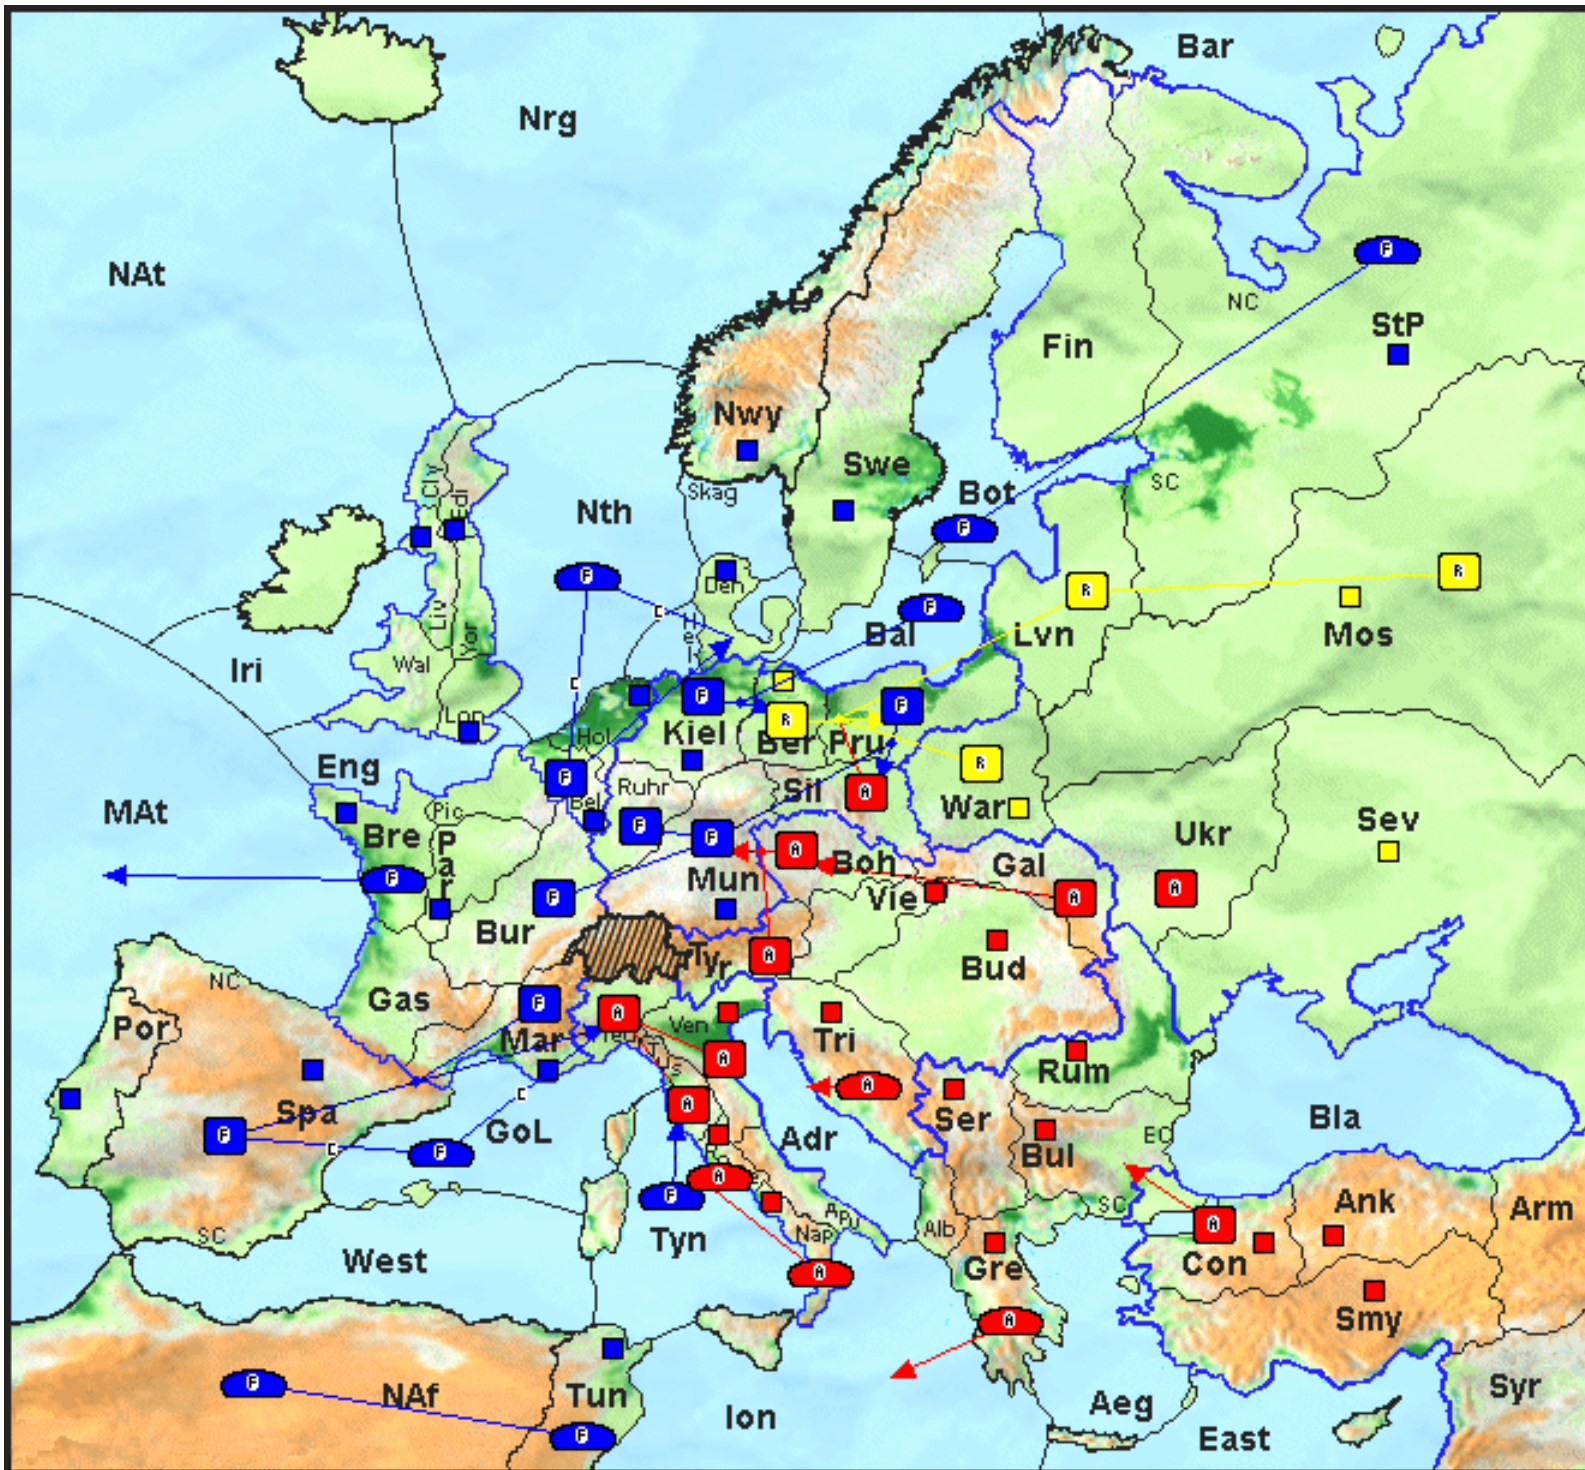 Bar
Nrg
NAt
NC
StP
Fin
Nwy
Swe
Skag
Bot
SC
Nth
Cly
Edi
Den
Hel
C
Bal
Lvn
Mos
Liv
Yor
Iri
Wal
Lon
C
Hol
Kiel
Ber
Pru
Eng
Ruhr
Sil
War
MAt
Pic
Bel
Bre
Par
Ukr
Sev
Boh
Gal
Mun
Vie
Bur
Tyr
Bud
NC
Gas
Por
Mar
Ven
Tri
Tus
Rum
C
Spa
GoL
Ser
Adr
Bla
Bul
EC
C
Ank
Arm
SC
SC
Apu
Nap
Alb
West
Tyn
Gre
Con
Smy
NAf
Tun
Ion
Aeg
East
Syr
F
F
F
F
R
R
F
F
R
F
R
F
A
F
F
A
F
F
A
A
F
A
F
A
A
A
A
F
F
A
F
A
A
A
F
F